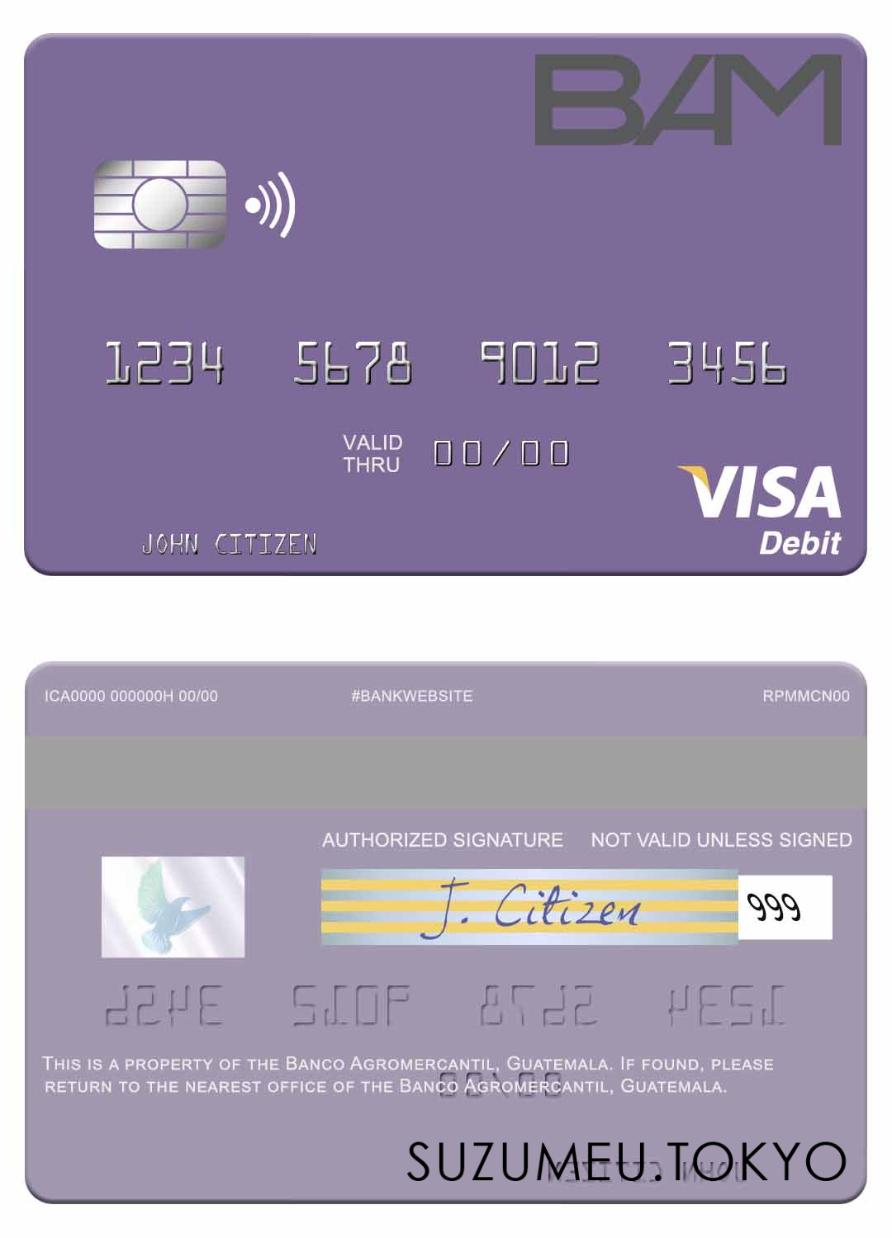 BAM
1234 5678 9012 3456
VALID THRU 00/00
VISA
Debit
JOHN CITIZEN
ICA0000 000000H 00/00 #BANKWEBSITE RPMMCN00
AUTHORIZED SIGNATURE NOT VALID UNLESS SIGNED
J. Citizen 999
THIS IS A PROPERTY OF THE BANCO AGROMERCANTIL, GUATEMALA. IF FOUND, PLEASE
RETURN TO THE NEAREST OFFICE OF THE BANCO AGROMERCANTIL, GUATEMALA.
SUZUMEU.TOKYO